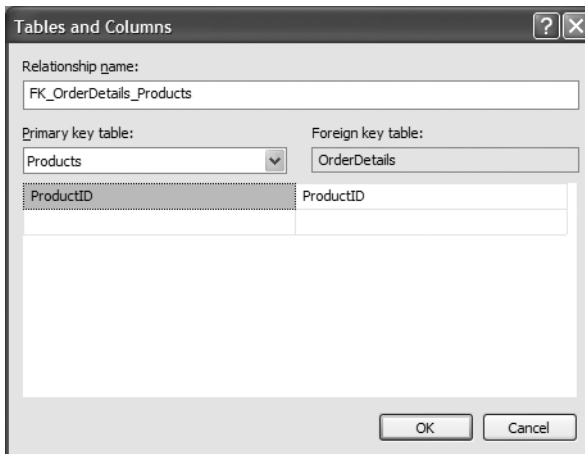 Tables and Columns
Relationship name:
FK_OrderDetails_Products
Primary key table:
Foreign key table:
Products
OrderDetails
ProductID
ProductID
OK
Cancel